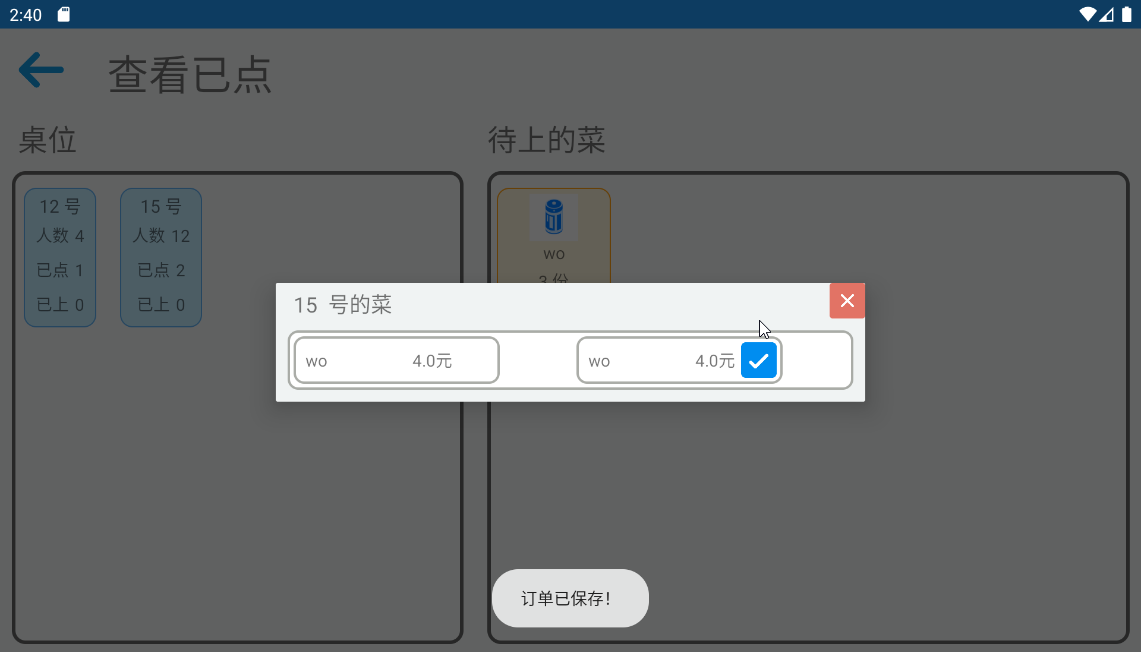 2:40
查看已点
桌位
待上的菜
12 号
人数 4
已点 1
已上 0
15 号
人数 12
已点 2
已上 0
wo
3 份
15 号的菜
wo 4.0元
wo 4.0元
订单已保存！